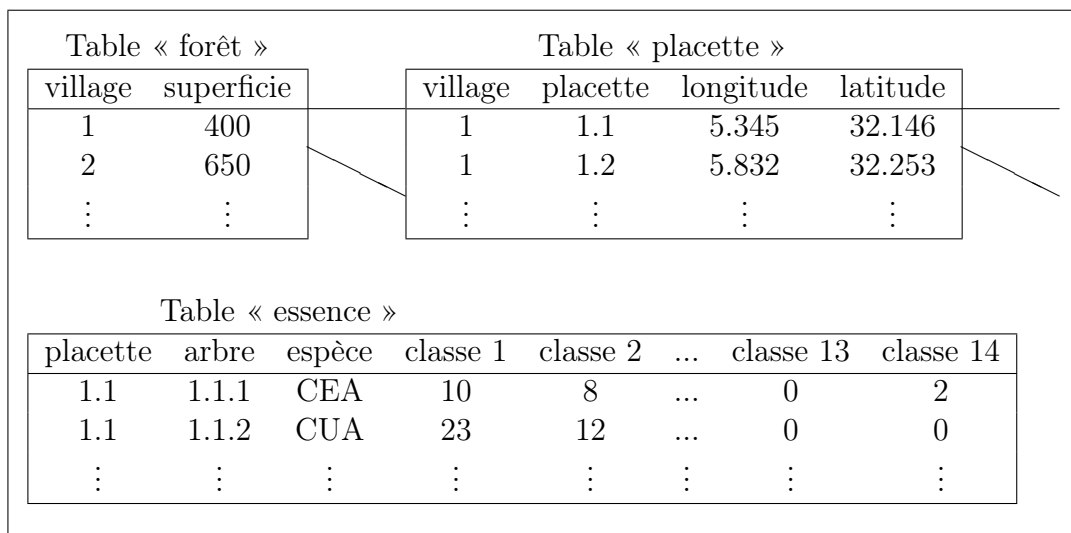 Table « forêt »
village superficie
1 400
2 650
⋮ ⋮
Table « placette »
village placette longitude latitude
1 1.1 5.345 32.146
1 1.2 5.832 32.253
⋮ ⋮ ⋮ ⋮
Table « essence »
placette arbre espèce classe 1 classe 2 ... classe 13 classe 14
1.1 1.1.1 CEA 10 8 ... 0 2
1.1 1.1.2 CUA 23 12 ... 0 0
⋮ ⋮ ⋮ ⋮ ⋮ ⋮ ⋮ ⋮